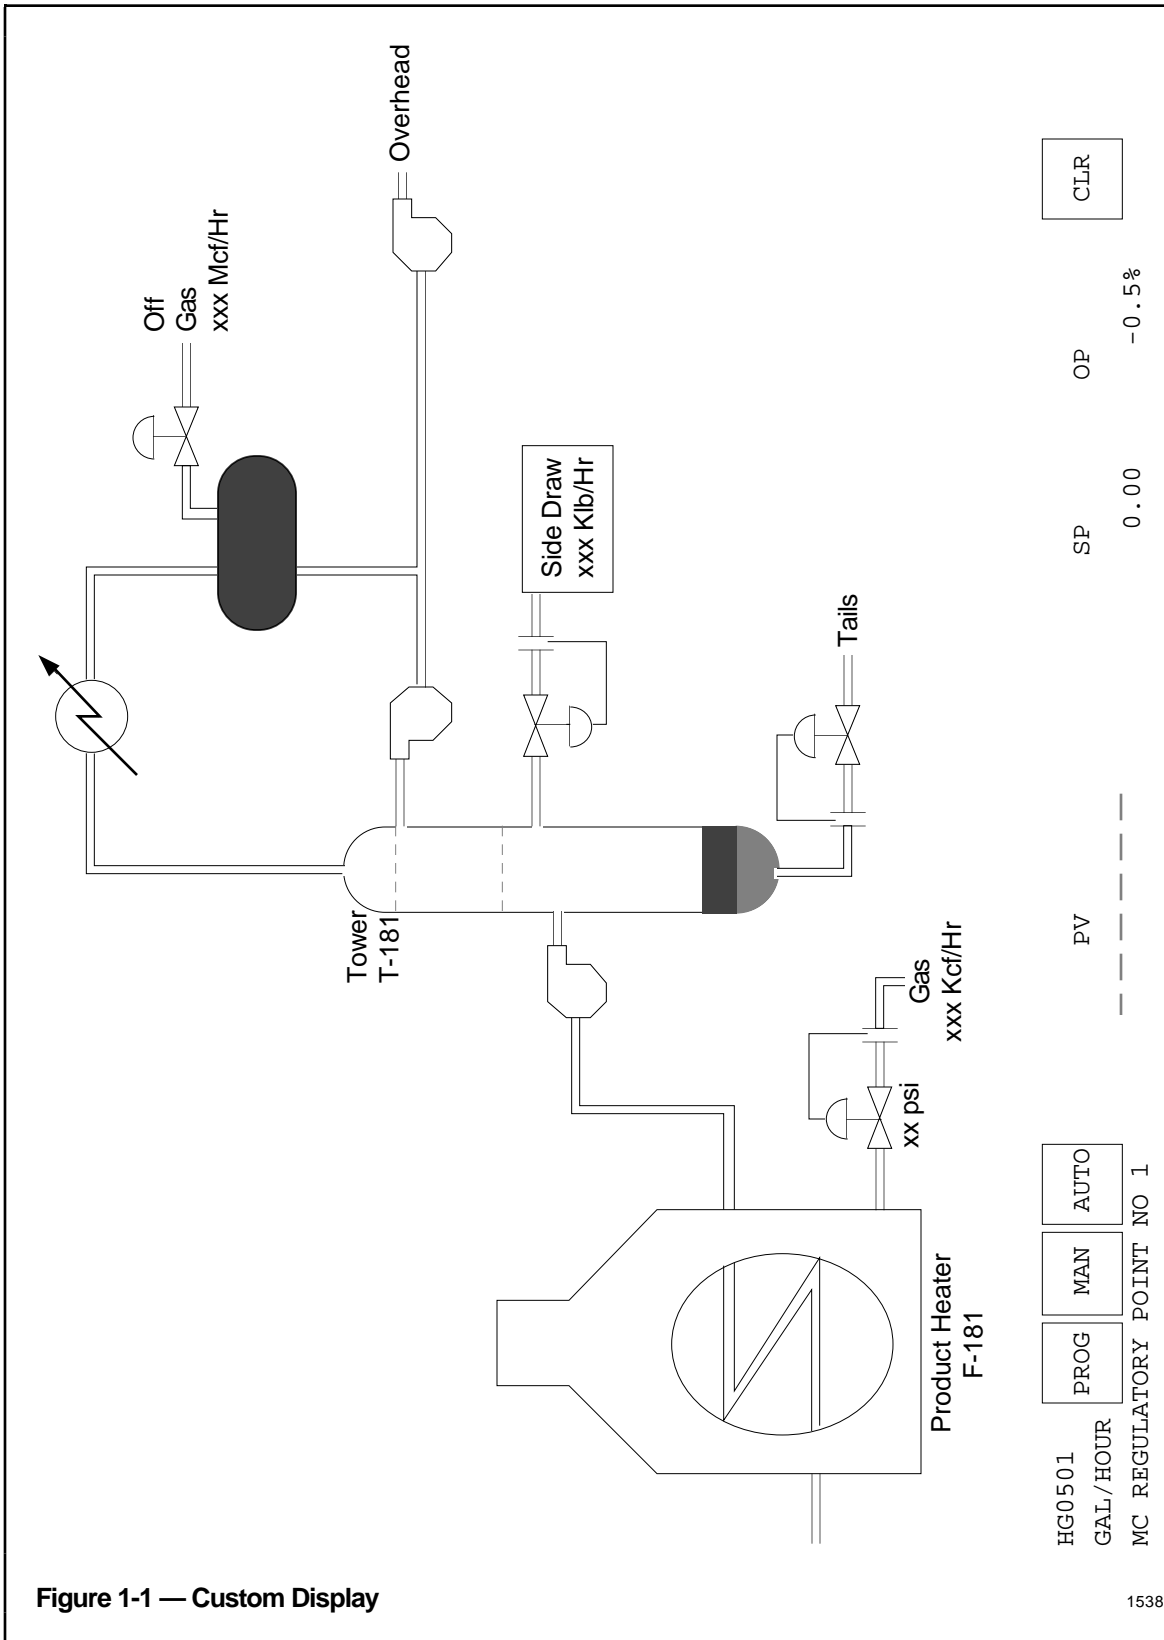 Off
Gas
xxx Mcf/Hr
Overhead
Tower
T-181
Side Draw
xxx Klb/Hr
Tails
Gas
xxx Kcf/Hr
xx psi
Product Heater
F-181
HG0501
PROG
MAN
AUTO
PV
SP
OP
CLR
GAL/HOUR
0.00
-0.5%
MC REGULATORY POINT NO 1
Figure 1-1 — Custom Display
1538